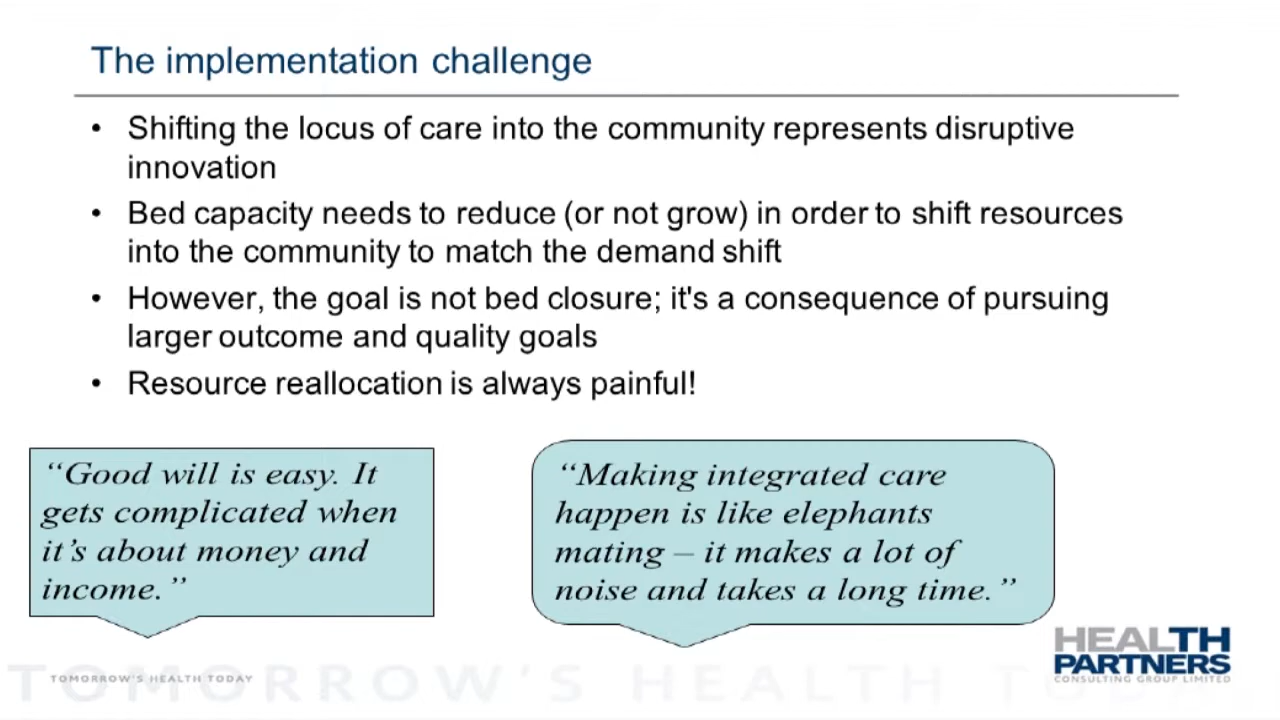 The implementation challenge
• Shifting the locus of care into the community represents disruptive
innovation
• Bed capacity needs to reduce (or not grow) in order to shift resources
into the community to match the demand shift
• However, the goal is not bed closure; it's a consequence of pursuing
larger outcome and quality goals
• Resource reallocation is always painful!
“Good will is easy. It
gets complicated when
it’s about money and
income.”
“Making integrated care
happen is like elephants
mating – it makes a lot of
noise and takes a long time.”
HEALTH
PARTNERS
CONSULTING GROUP LIMITED
TOMORROW'S HEALTH TODAY
TOMORROW'S HEALTH TODAY